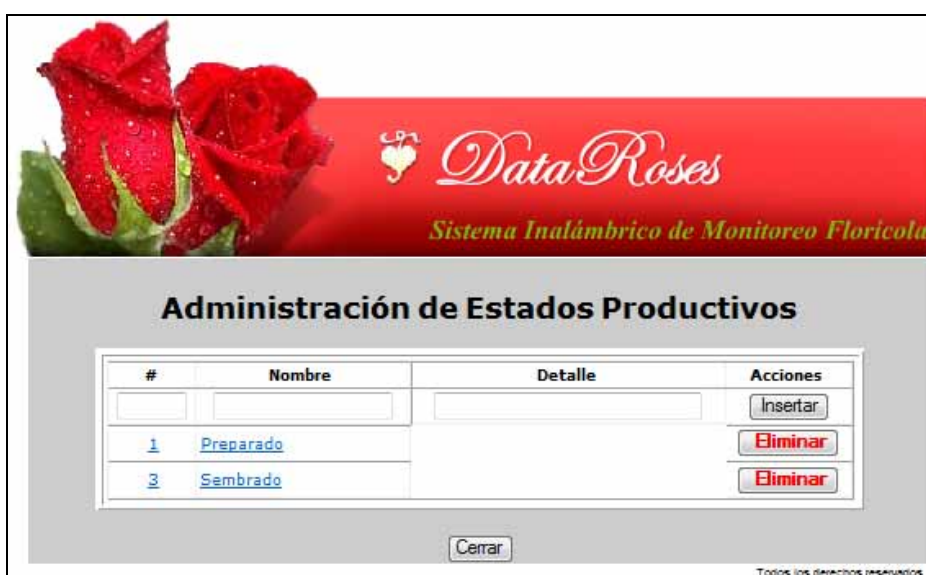 DataRoses
Sistema Inalámbrico de Monitoreo Floricola
Administración de Estados Productivos
# Nombre Detalle Acciones
Insertar
1 Preparado Eliminar
3 Sembrado Eliminar
Cerrar
Todos los derechos reservados